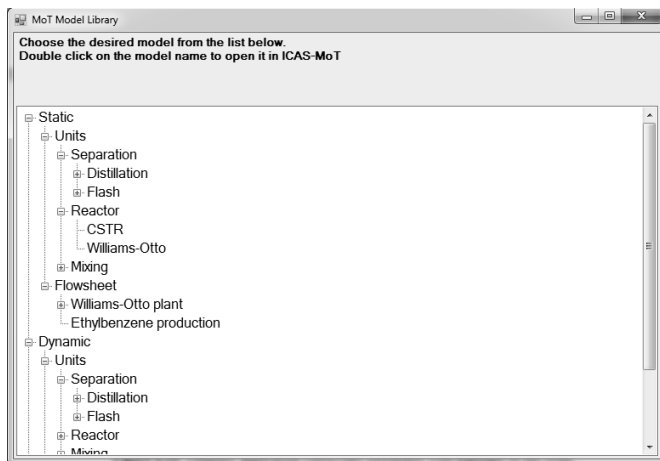 MoT Model Library
Choose the desired model from the list below.
Double click on the model name to open it in ICAS-MoT
Static
Units
Separation
Distillation
Flash
Reactor
CSTR
Williams-Otto
Mixing
Flowsheet
Williams-Otto plant
Ethylbenzene production
Dynamic
Units
Separation
Distillation
Flash
Reactor
Mixing